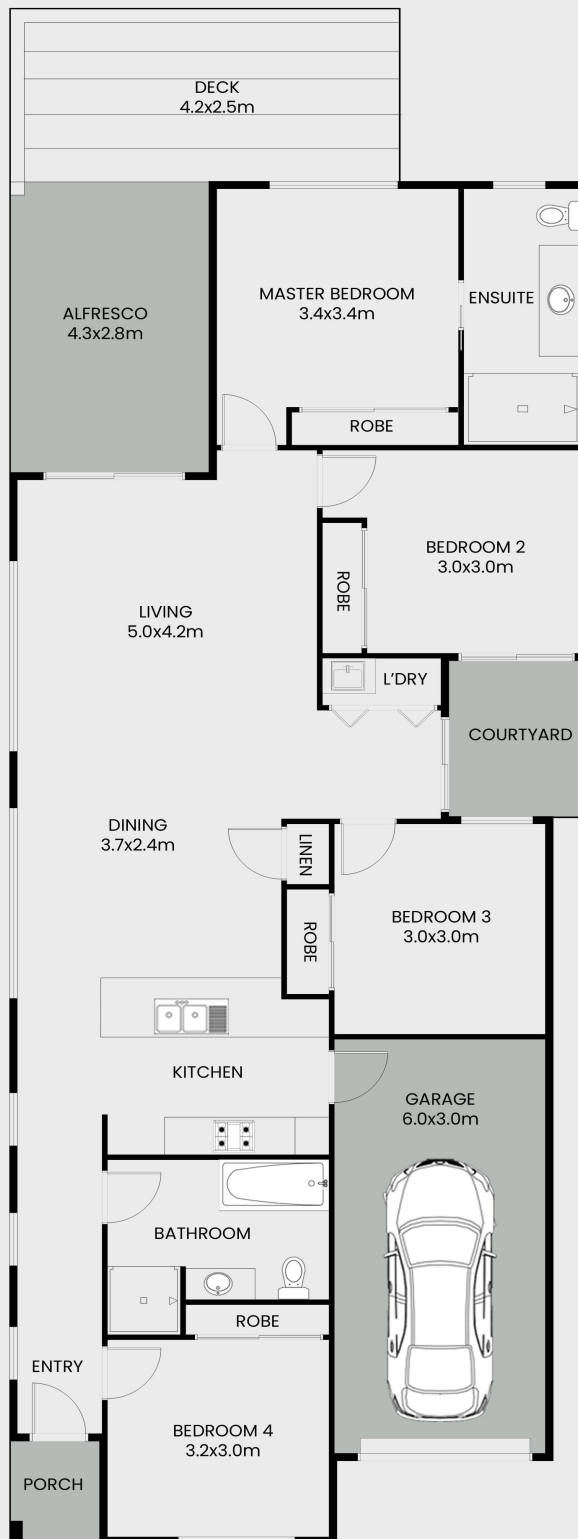 DECK
4.2x2.5m
ALFRESCO
4.3x2.8m
MASTER BEDROOM
3.4x3.4m
ENSUITE
ROBE
BEDROOM 2
3.0x3.0m
ROBE
LIVING
5.0x4.2m
L'DRY
COURTYARD
DINING
3.7x2.4m
LINEN
BEDROOM 3
3.0x3.0m
ROBE
KITCHEN
GARAGE
6.0x3.0m
BATHROOM
ROBE
ENTRY
BEDROOM 4
3.2x3.0m
PORCH